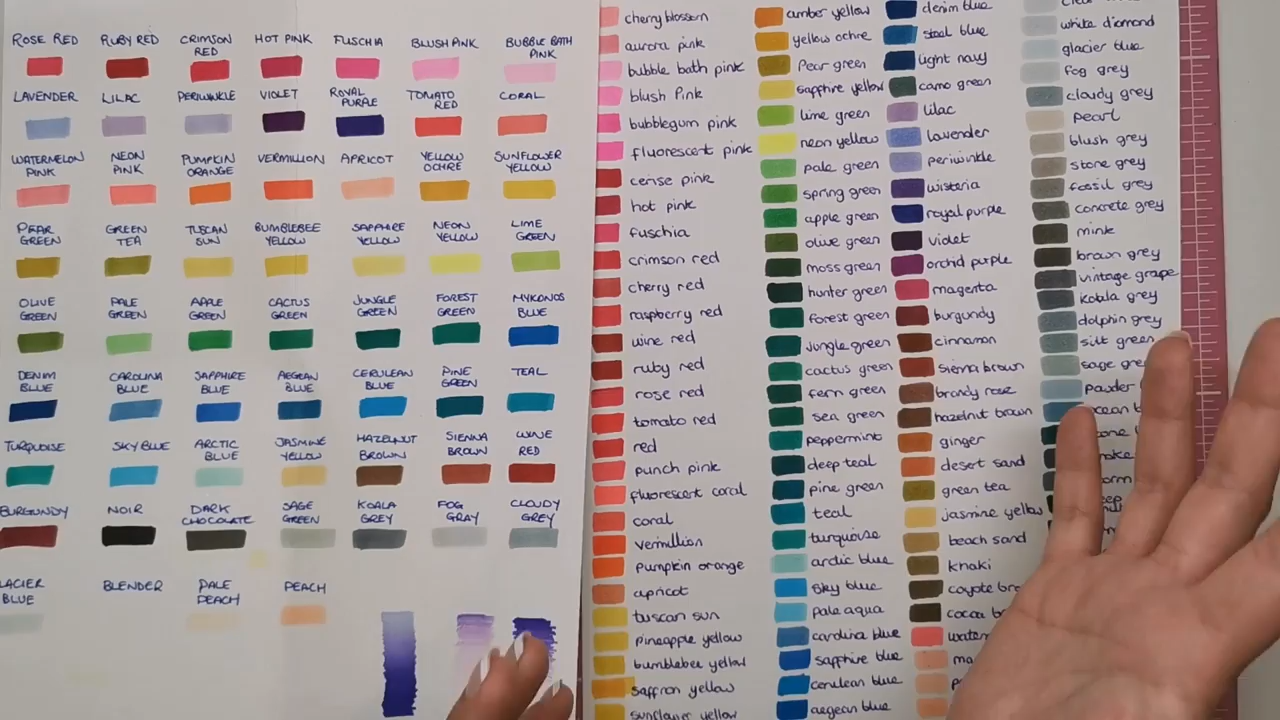 ROSE RED
RUBY RED
CRIMSON
RED
HOT PINK
FUSCHIA
BLUSH PINK
BUBBLE BATH
PINK
LAVENDER
LILAC
PERIWINKLE
VIOLET
ROYAL
PURPLE
TOMATO
RED
CORAL
WATERMELON
PINK
NEON
PINK
PUMPKIN
ORANGE
VERMILLION
APRICOT
YELLOW
OCHRE
SUNFLOWER
YELLOW
PEAR
GREEN
GREEN
TEA
TUSCAN
SUN
BUMBLEBEE
YELLOW
SAPPHIRE
YELLOW
NEON
YELLOW
LIME
GREEN
OLIVE
GREEN
PALE
GREEN
APPLE
GREEN
CACTUS
GREEN
JUNGLE
GREEN
FOREST
GREEN
MYKONOS
BLUE
DENIM
BLUE
CAROLINA
BLUE
SAPPHIRE
BLUE
AEGEAN
BLUE
CERULEAN
BLUE
PINE
GREEN
TEAL
TURQUOISE
SKY BLUE
ARCTIC
BLUE
JASMINE
YELLOW
HAZELNUT
BROWN
SIENNA
BROWN
WINE
RED
BURGUNDY
NOIR
DARK
CHOCOLATE
SAGE
GREEN
KOALA
GREY
FOG
GRAY
CLOUDY
GREY
LACIER
BLUE
BLENDER
PALE
PEACH
PEACH
cherry blossom
aurora pink
bubble bath pink
blush pink
bubblegum pink
fluorescent pink
cerise pink
hot pink
fuschia
crimson red
cherry red
raspberry red
wine red
ruby red
rose red
tomato red
red
punch pink
fluorescent coral
coral
vermillion
pumpkin orange
apricot
tuscan sun
pineapple yellow
bumblebee yellow
saffron yellow
sunflower yellow
amber yellow
yellow ochre
pear green
sapphire yellow
lime green
neon yellow
pale green
spring green
apple green
olive green
moss green
hunter green
forest green
jungle green
cactus green
fern green
sea green
peppermint
deep teal
pine green
teal
turquoise
arctic blue
sky blue
pale aqua
carolina blue
sapphire blue
cerulean blue
aegean blue
denim blue
steel blue
light navy
camo green
lilac
lavender
periwinkle
wisteria
royal purple
violet
orchid purple
magenta
burgundy
cinnamon
sienna brown
brandy rose
hazelnut brown
ginger
desert sand
green tea
jasmine yellow
beach sand
khaki
coyote bro
cocoa b
water
ma
white diamond
glacier blue
fog grey
cloudy grey
pearl
blush grey
stone grey
fossil grey
concrete grey
mink
brown grey
vintage grape
koala grey
dolphin grey
silt green
sage gree
powder